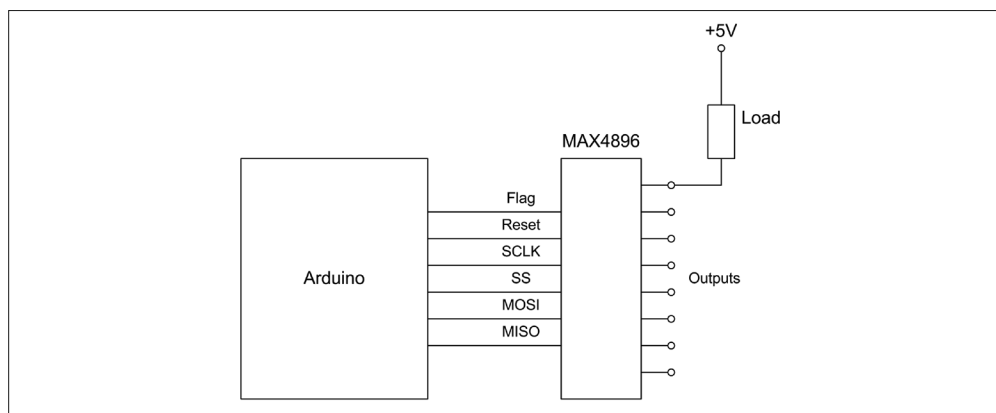 +5V
Load
MAX4896
Flag
Reset
SCLK
Arduino
SS
Outputs
MOSI
MISO